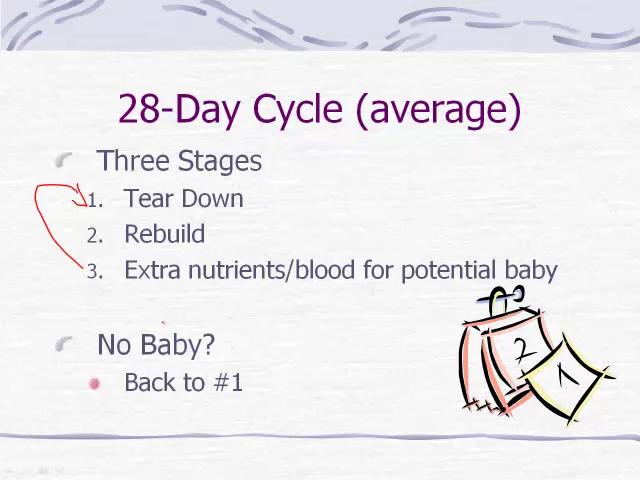 28-Day Cycle (average)
Three Stages
1. Tear Down
2. Rebuild
3. Extra nutrients/blood for potential baby
No Baby?
Back to #1
2
1